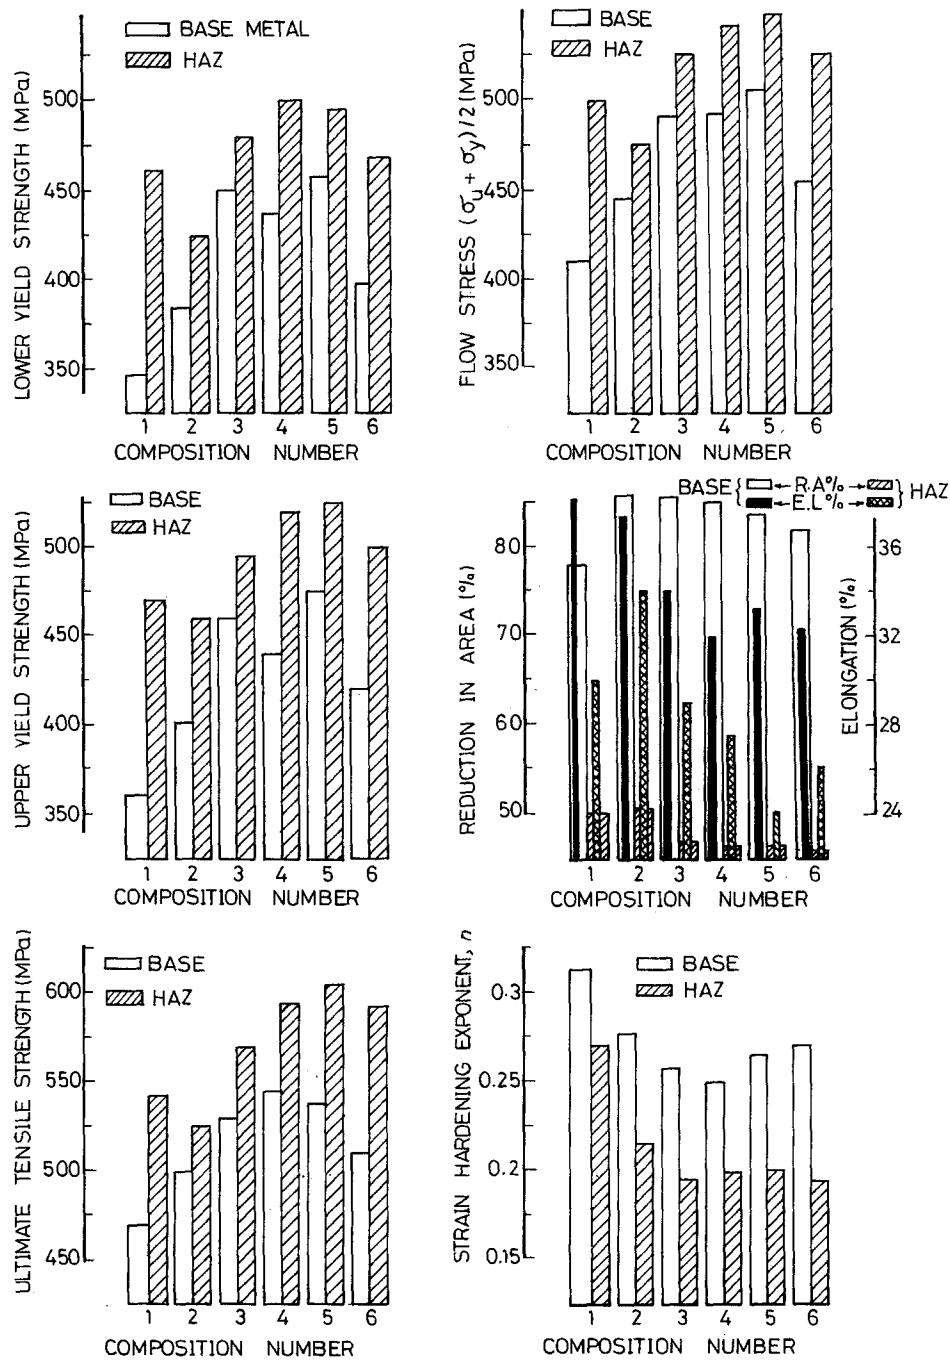 BASE METAL
HAZ
LOWER YIELD STRENGTH (MPa)
500
450
400
350
1 2 3 4 5 6
COMPOSITION NUMBER
BASE
HAZ
FLOW STRESS (σu + σy)/2 (MPa)
500
450
400
350
1 2 3 4 5 6
COMPOSITION NUMBER
BASE
HAZ
UPPER YIELD STRENGTH (MPa)
500
450
400
350
1 2 3 4 5 6
COMPOSITION NUMBER
BASE { ← R.A% → } HAZ
← E.L% →
REDUCTION IN AREA (%)
80
70
60
50
ELONGATION (%)
36
32
28
24
1 2 3 4 5 6
COMPOSITION NUMBER
BASE
HAZ
ULTIMATE TENSILE STRENGTH (MPa)
600
550
500
450
1 2 3 4 5 6
COMPOSITION NUMBER
BASE
HAZ
STRAIN HARDENING EXPONENT, n
0.3
0.25
0.2
0.15
1 2 3 4 5 6
COMPOSITION NUMBER